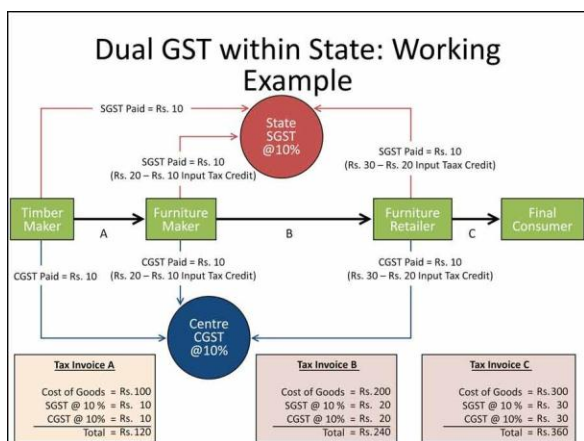 Dual GST within State: Working
Example
SGST Paid = Rs. 10
State
SGST
@10%
SGST Paid = Rs. 10
(Rs. 20 – Rs. 10 Input Tax Credit)
SGST Paid = Rs. 10
(Rs. 30 – Rs. 20 Input Taax Credit)
Timber
Maker
A
Furniture
Maker
B
Furniture
Retailer
C
Final
Consumer
CGST Paid = Rs. 10
CGST Paid = Rs. 10
(Rs. 20 – Rs. 10 Input Tax Credit)
CGST Paid = Rs. 10
(Rs. 30 – Rs. 20 Input Tax Credit)
Centre
CGST
@10%
Tax Invoice A
Cost of Goods = Rs.100
SGST @ 10 % = Rs. 10
CGST @ 10% = Rs. 10
Total = Rs.120
Tax Invoice B
Cost of Goods = Rs.200
SGST @ 10 % = Rs. 20
CGST @ 10% = Rs. 20
Total = Rs.240
Tax Invoice C
Cost of Goods = Rs.300
SGST @ 10 % = Rs. 30
CGST @ 10% = Rs. 30
Total = Rs.360